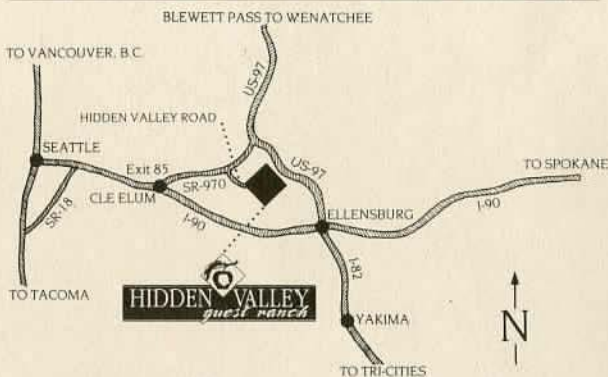 BLEWETT PASS TO WENATCHEE
TO VANCOUVER, B.C.
US-97
HIDDEN VALLEY ROAD
SEATTLE
Exit 85
US-97
TO SPOKANE
SR-970
CLE ELUM
SR-18
I-90
ELLENSBURG
I-90
I-82
TO TACOMA
HIDDEN VALLEY
guest ranch
N
YAKIMA
TO TRI-CITIES